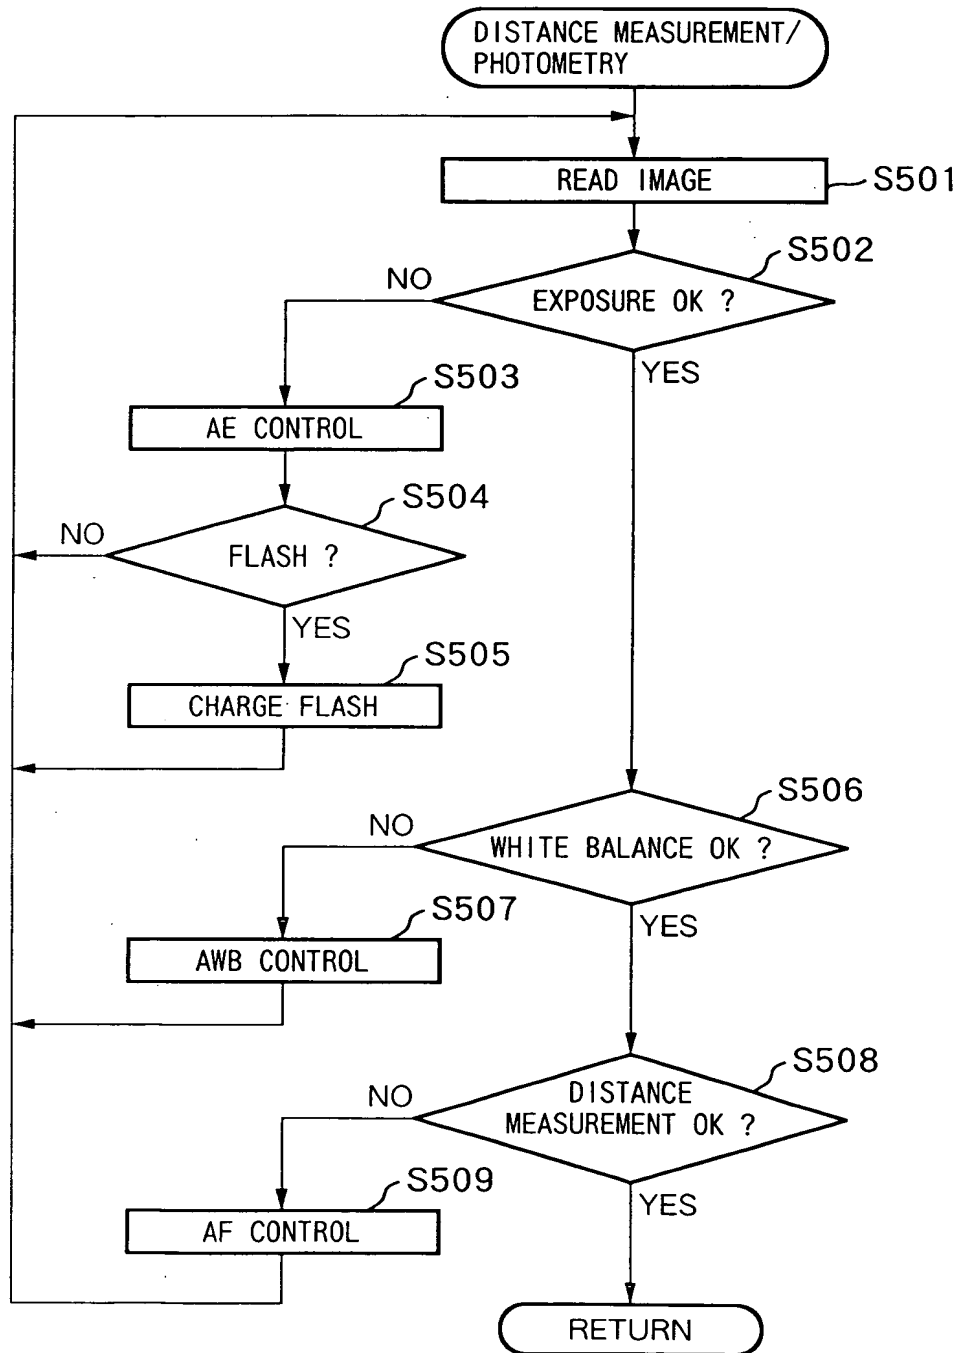 DISTANCE MEASUREMENT/
PHOTOMETRY
READ IMAGE
S501
S502
NO
EXPOSURE OK ?
YES
S503
AE CONTROL
S504
NO
FLASH ?
YES
S505
CHARGE FLASH
S506
NO
WHITE BALANCE OK ?
YES
S507
AWB CONTROL
S508
NO
DISTANCE
MEASUREMENT OK ?
YES
S509
AF CONTROL
RETURN